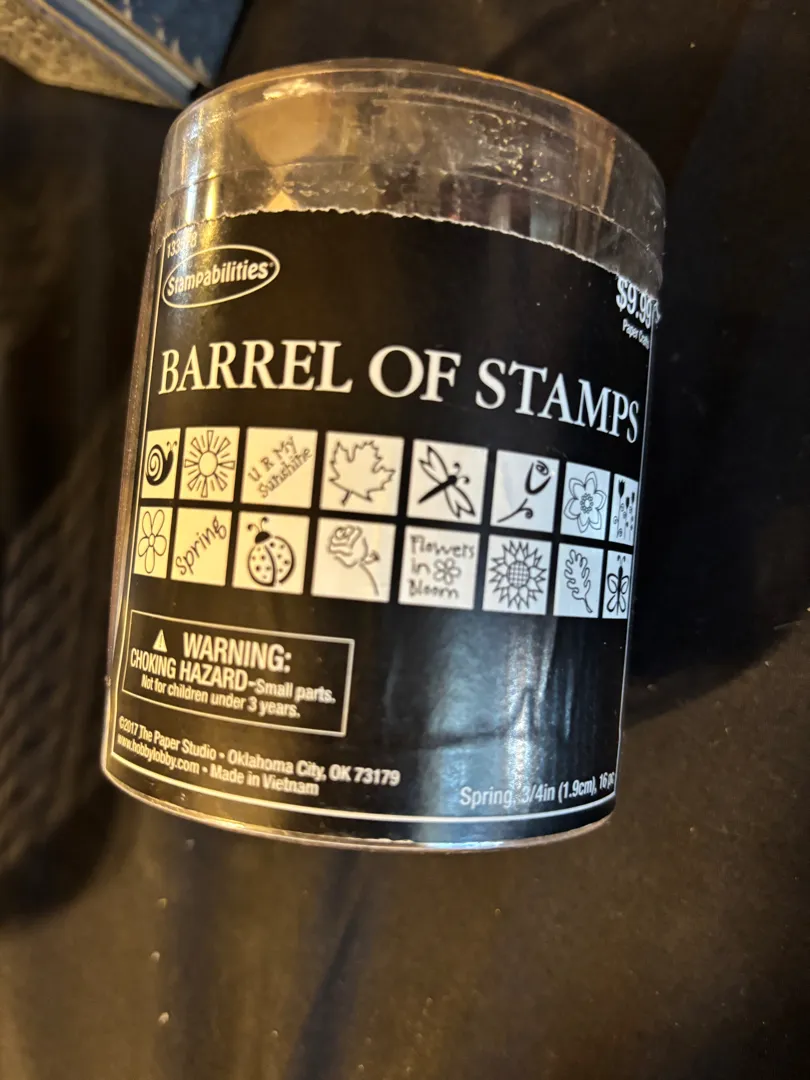 Stampabilities®
$9.99
BARREL OF STAMPS
U R My
Sunshine
Spring
Flowers
in
Bloom
WARNING:
CHOKING HAZARD-Small parts.
Not for children under 3 years.
©2017 The Paper Studio • Oklahoma City, OK 73179
www.hobbylobby.com • Made in Vietnam
Spring, 3/4in (1.9cm), 16 pc